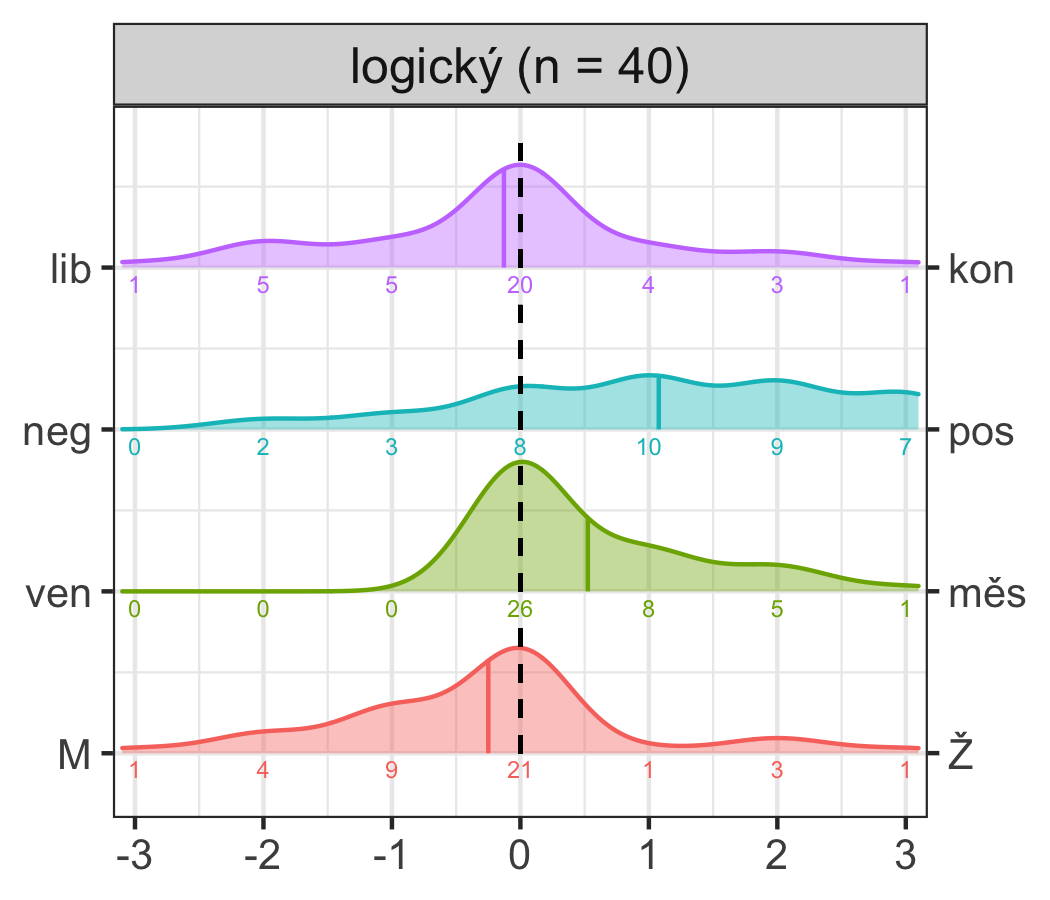 logický (n = 40)
lib kon
1 5 5 20 4 3 1
neg pos
0 2 3 8 10 9 7
ven měs
0 0 0 26 8 5 1
M Ž
1 4 9 21 1 3 1
-3 -2 -1 0 1 2 3